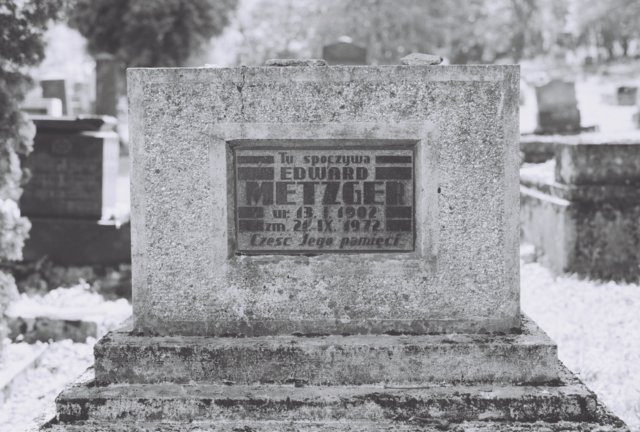 Tu spoczywa
EDWARD
METZGER
ur. 13. I 1902
zm. 21. IX. 1972.
Cześć Jego pamięci